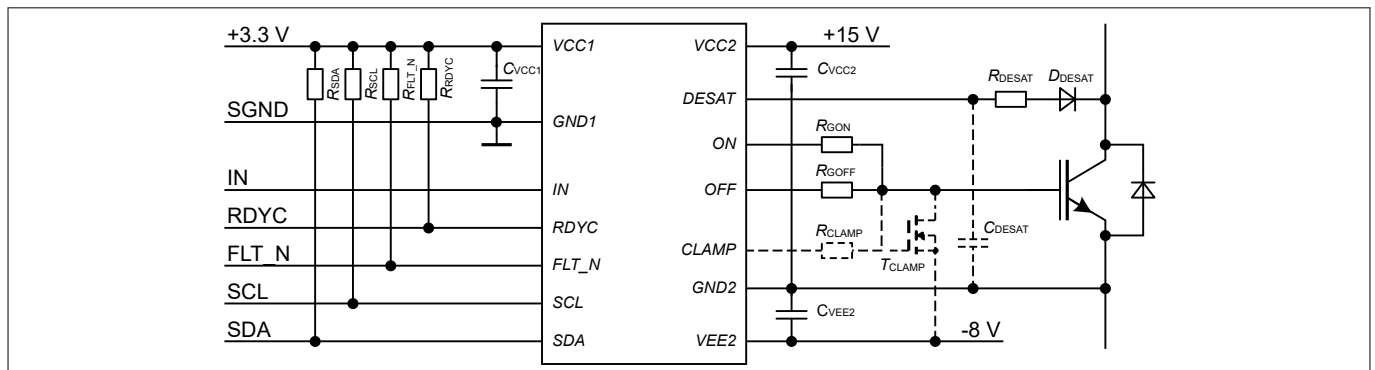 +3.3 V
RSDA
RSCL
RFLT_N
RRDYC
CVCC1
SGND
IN
RDYC
FLT_N
SCL
SDA
VCC1
GND1
IN
RDYC
FLT_N
SCL
SDA
VCC2
DESAT
ON
OFF
CLAMP
GND2
VEE2
+15 V
CVCC2
RDESAT
DDESAT
RGON
RGOFF
RCLAMP
TCLAMP
CDESAT
CVEE2
-8 V